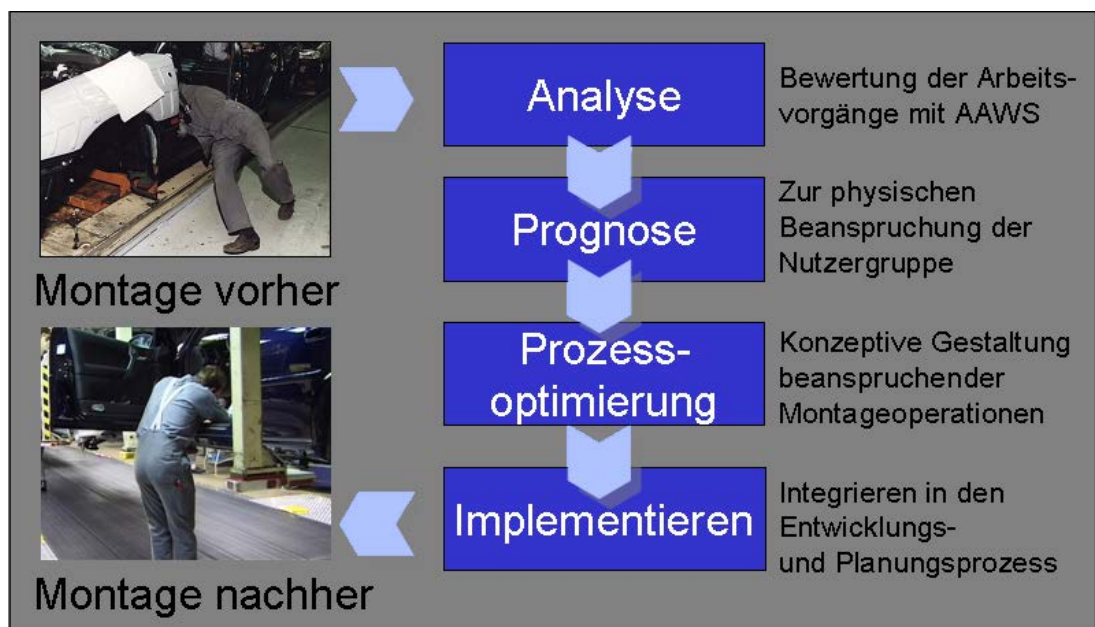 Montage vorher
Montage nachher
Analyse
Bewertung der Arbeits-
vorgänge mit AAWS
Prognose
Zur physischen
Beanspruchung der
Nutzergruppe
Prozess-
optimierung
Konzeptive Gestaltung
beanspruchender
Montageoperationen
Implementieren
Integrieren in den
Entwicklungs-
und Planungsprozess